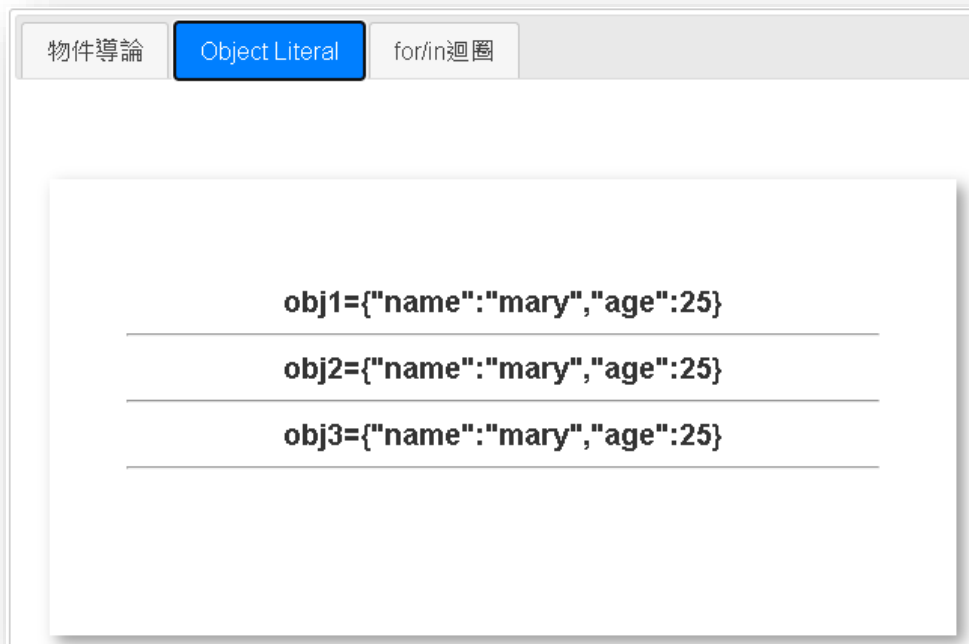 物件導論 Object Literal for/in迴圈
obj1={"name":"mary","age":25}
obj2={"name":"mary","age":25}
obj3={"name":"mary","age":25}